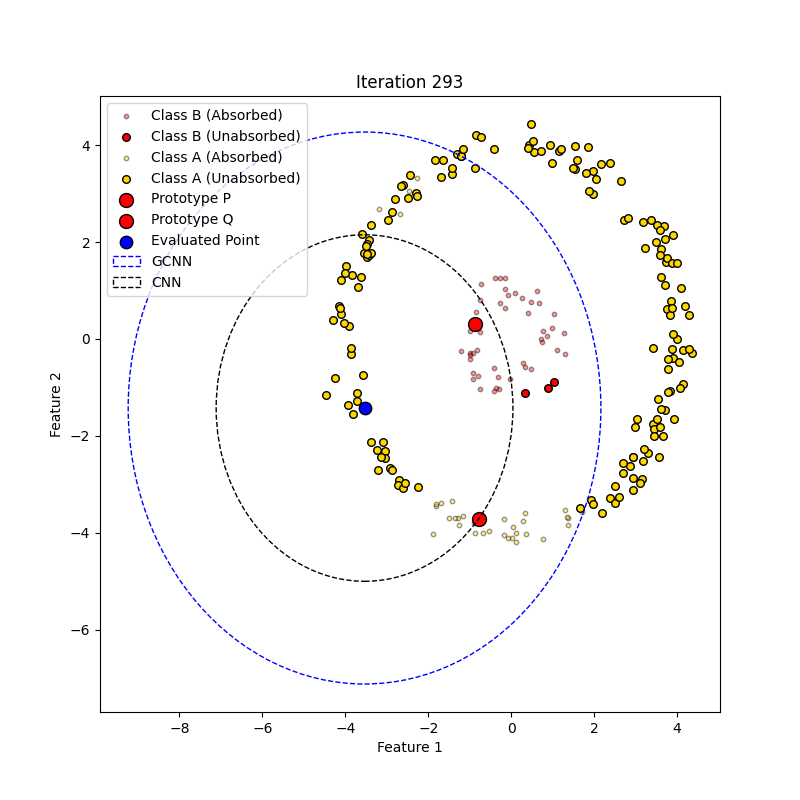 Iteration 293
Class B (Absorbed)
Class B (Unabsorbed)
Class A (Absorbed)
Class A (Unabsorbed)
Prototype P
Prototype Q
Evaluated Point
GCNN
CNN
4
2
0
−2
−4
−6
Feature 2
−8 −6 −4 −2 0 2 4
Feature 1